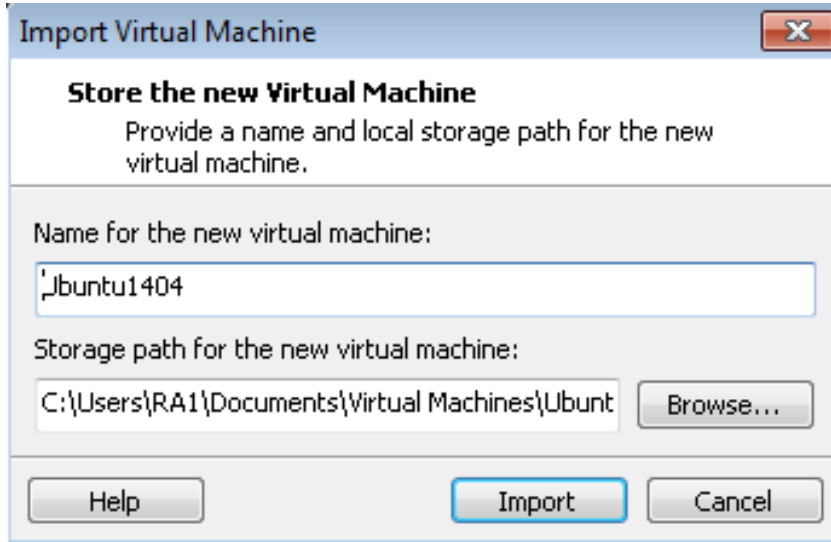 Import Virtual Machine
Store the new Virtual Machine
Provide a name and local storage path for the new
virtual machine.
Name for the new virtual machine:
Ubuntu1404
Storage path for the new virtual machine:
C:\Users\RA1\Documents\Virtual Machines\Ubunt
Browse...
Help
Import
Cancel